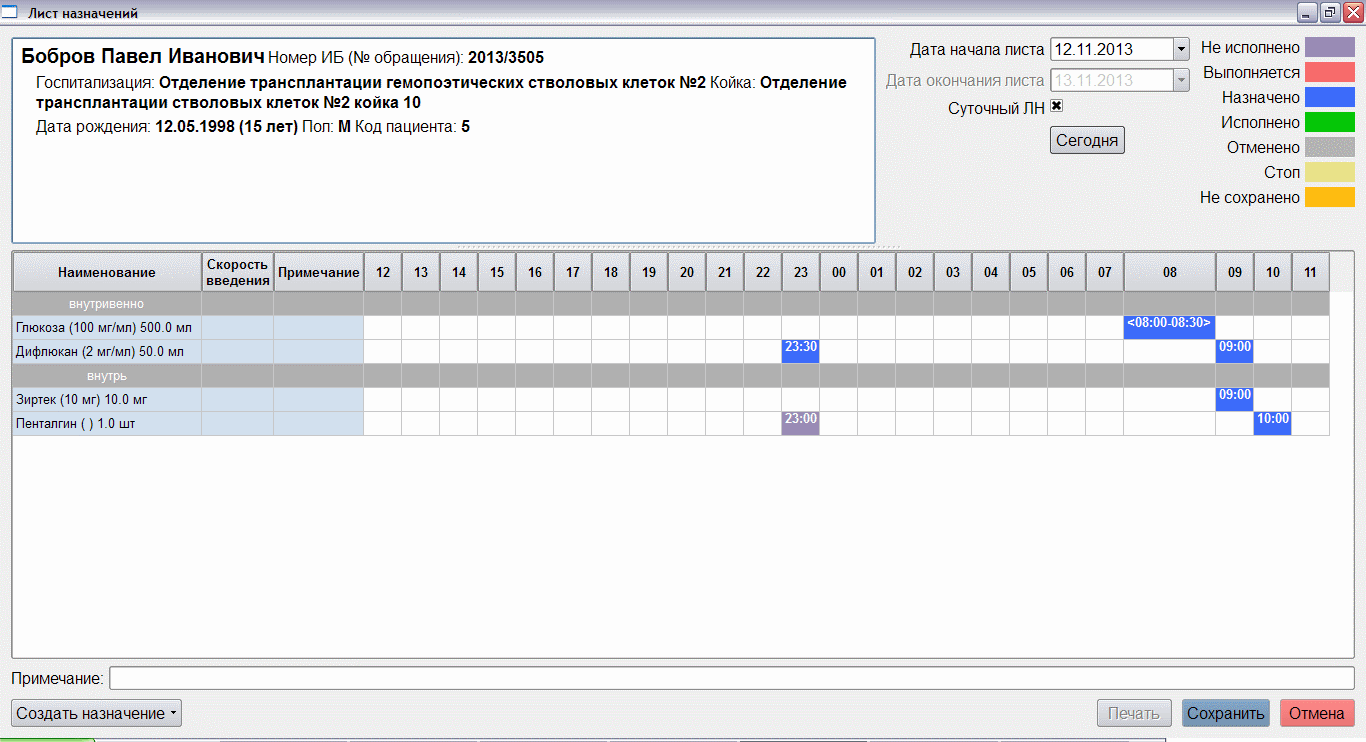 Лист назначений
Бобров Павел Иванович Номер ИБ (№ обращения): 2013/3505
Госпитализация: Отделение трансплантации гемопоэтических стволовых клеток №2 Койка: Отделение
трансплантации стволовых клеток №2 койка 10
Дата рождения: 12.05.1998 (15 лет) Пол: М Код пациента: 5
Дата начала листа 12.11.2013
Дата окончания листа 13.11.2013
Суточный ЛН
Сегодня
Не исполнено
Выполняется
Назначено
Исполнено
Отменено
Стоп
Не сохранено
Наименование Скорость введения Примечание 12 13 14 15 16 17 18 19 20 21 22 23 00 01 02 03 04 05 06 07 08 09 10 11
внутривенно
Глюкоза (100 мг/мл) 500.0 мл <08:00-08:30>
Дифлюкан (2 мг/мл) 50.0 мл 23:30 09:00
внутрь
Зиртек (10 мг) 10.0 мг 09:00
Пенталгин ( ) 1.0 шт 23:00 10:00
Примечание:
Создать назначение Печать Сохранить Отмена